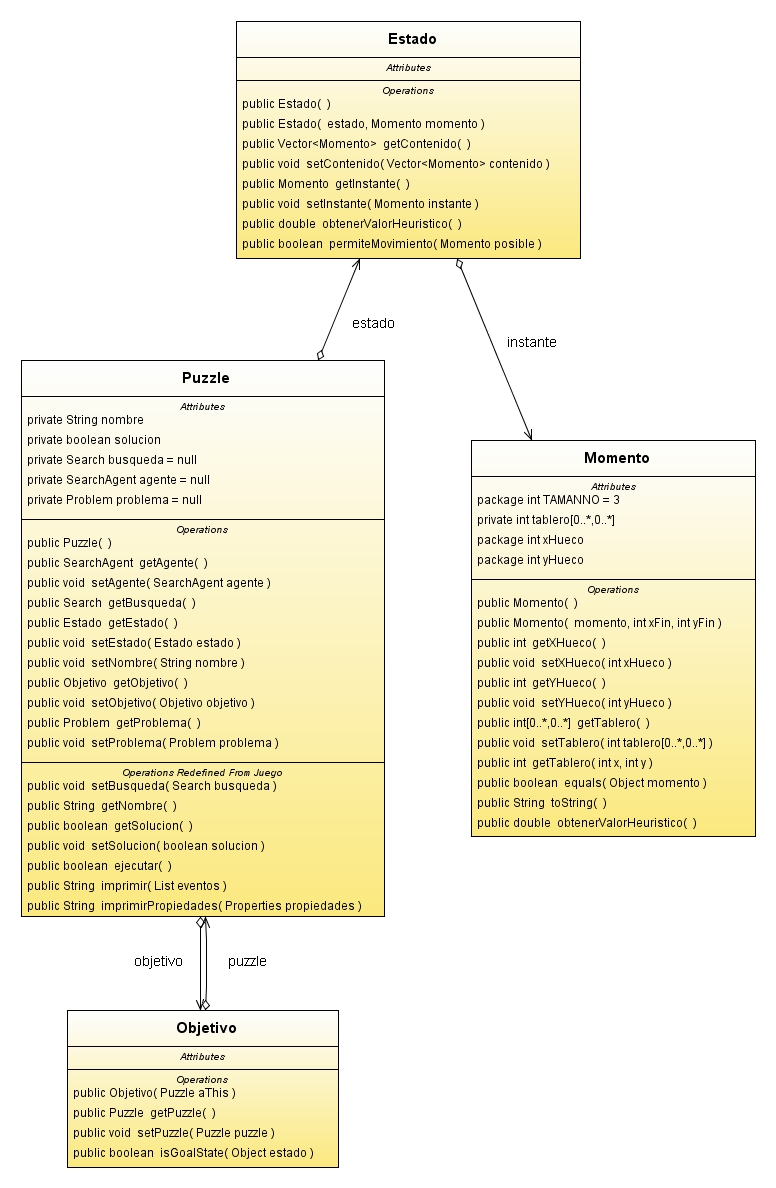 Estado
Attributes
Operations
public Estado( )
public Estado( estado, Momento momento )
public Vector<Momento> getContenido( )
public void setContenido( Vector<Momento> contenido )
public Momento getInstante( )
public void setInstante( Momento instante )
public double obtenerValorHeuristico( )
public boolean permiteMovimiento( Momento posible )
estado
instante
Puzzle
Attributes
private String nombre
private boolean solucion
private Search busqueda = null
private SearchAgent agente = null
private Problem problema = null
Operations
public Puzzle( )
public SearchAgent getAgente( )
public void setAgente( SearchAgent agente )
public Search getBusqueda( )
public Estado getEstado( )
public void setEstado( Estado estado )
public void setNombre( String nombre )
public Objetivo getObjetivo( )
public void setObjetivo( Objetivo objetivo )
public Problem getProblema( )
public void setProblema( Problem problema )
Operations Redefined From Juego
public void setBusqueda( Search busqueda )
public String getNombre( )
public boolean getSolucion( )
public void setSolucion( boolean solucion )
public boolean ejecutar( )
public String imprimir( List eventos )
public String imprimirPropiedades( Properties propiedades )
Momento
Attributes
package int TAMANNO = 3
private int tablero[0..*,0..*]
package int xHueco
package int yHueco
Operations
public Momento( )
public Momento( momento, int xFin, int yFin )
public int getXHueco( )
public void setXHueco( int xHueco )
public int getYHueco( )
public void setYHueco( int yHueco )
public int[0..*,0..*] getTablero( )
public void setTablero( int tablero[0..*,0..*] )
public int getTablero( int x, int y )
public boolean equals( Object momento )
public String toString( )
public double obtenerValorHeuristico( )
objetivo
puzzle
Objetivo
Attributes
Operations
public Objetivo( Puzzle aThis )
public Puzzle getPuzzle( )
public void setPuzzle( Puzzle puzzle )
public boolean isGoalState( Object estado )